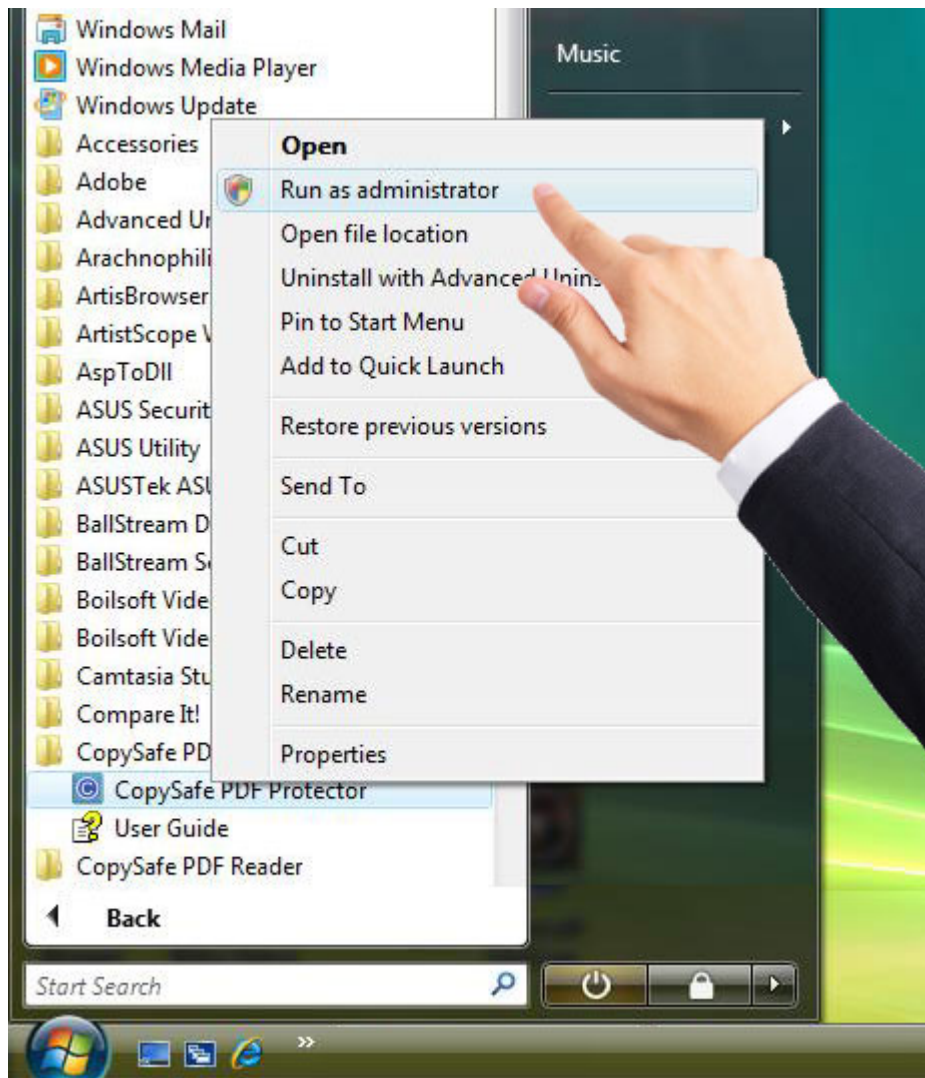 Windows Mail
Windows Media Player
Windows Update
Accessories
Adobe
Advanced
Arachnophili
ArtisBrowser
ArtistScope
AspToDll
ASUS Securit
ASUS Utility
ASUSTek
BallStream D
BallStream
Boilsoft Vide
Boilsoft Vide
Camtasia Stu
Compare It!
CopySafe PD
CopySafe PDF Protector
User Guide
CopySafe PDF Reader
Back
Start Search
Music
Open
Run as administrator
Open file location
Uninstall with Advanced Unins
Pin to Start Menu
Add to Quick Launch
Restore previous versions
Send To
Cut
Copy
Delete
Rename
Properties